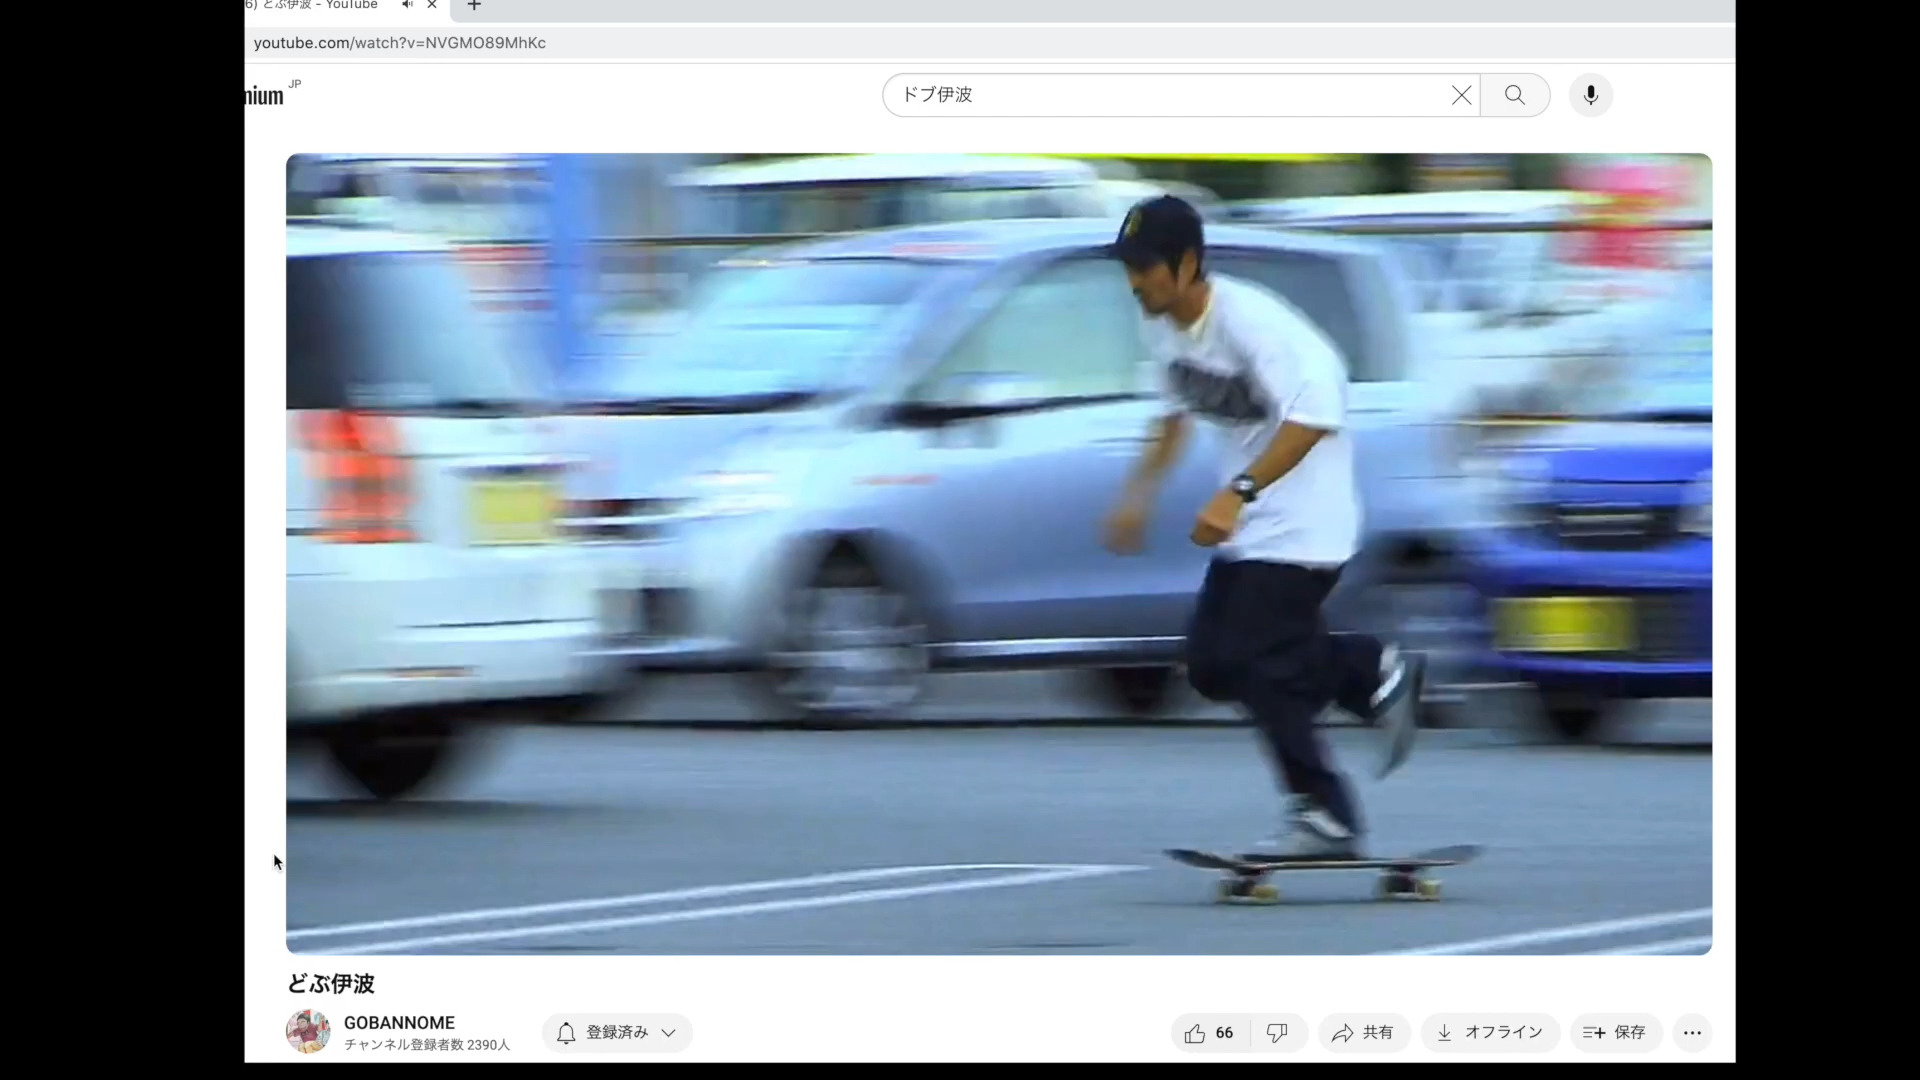 6) どぶ伊波 - YouTube
youtube.com/watch?v=NVGMO89MhKc
nium JP
ドブ伊波
どぶ伊波
GOBANNOME
チャンネル登録者数 2390人
登録済み
66
共有
オフライン
保存